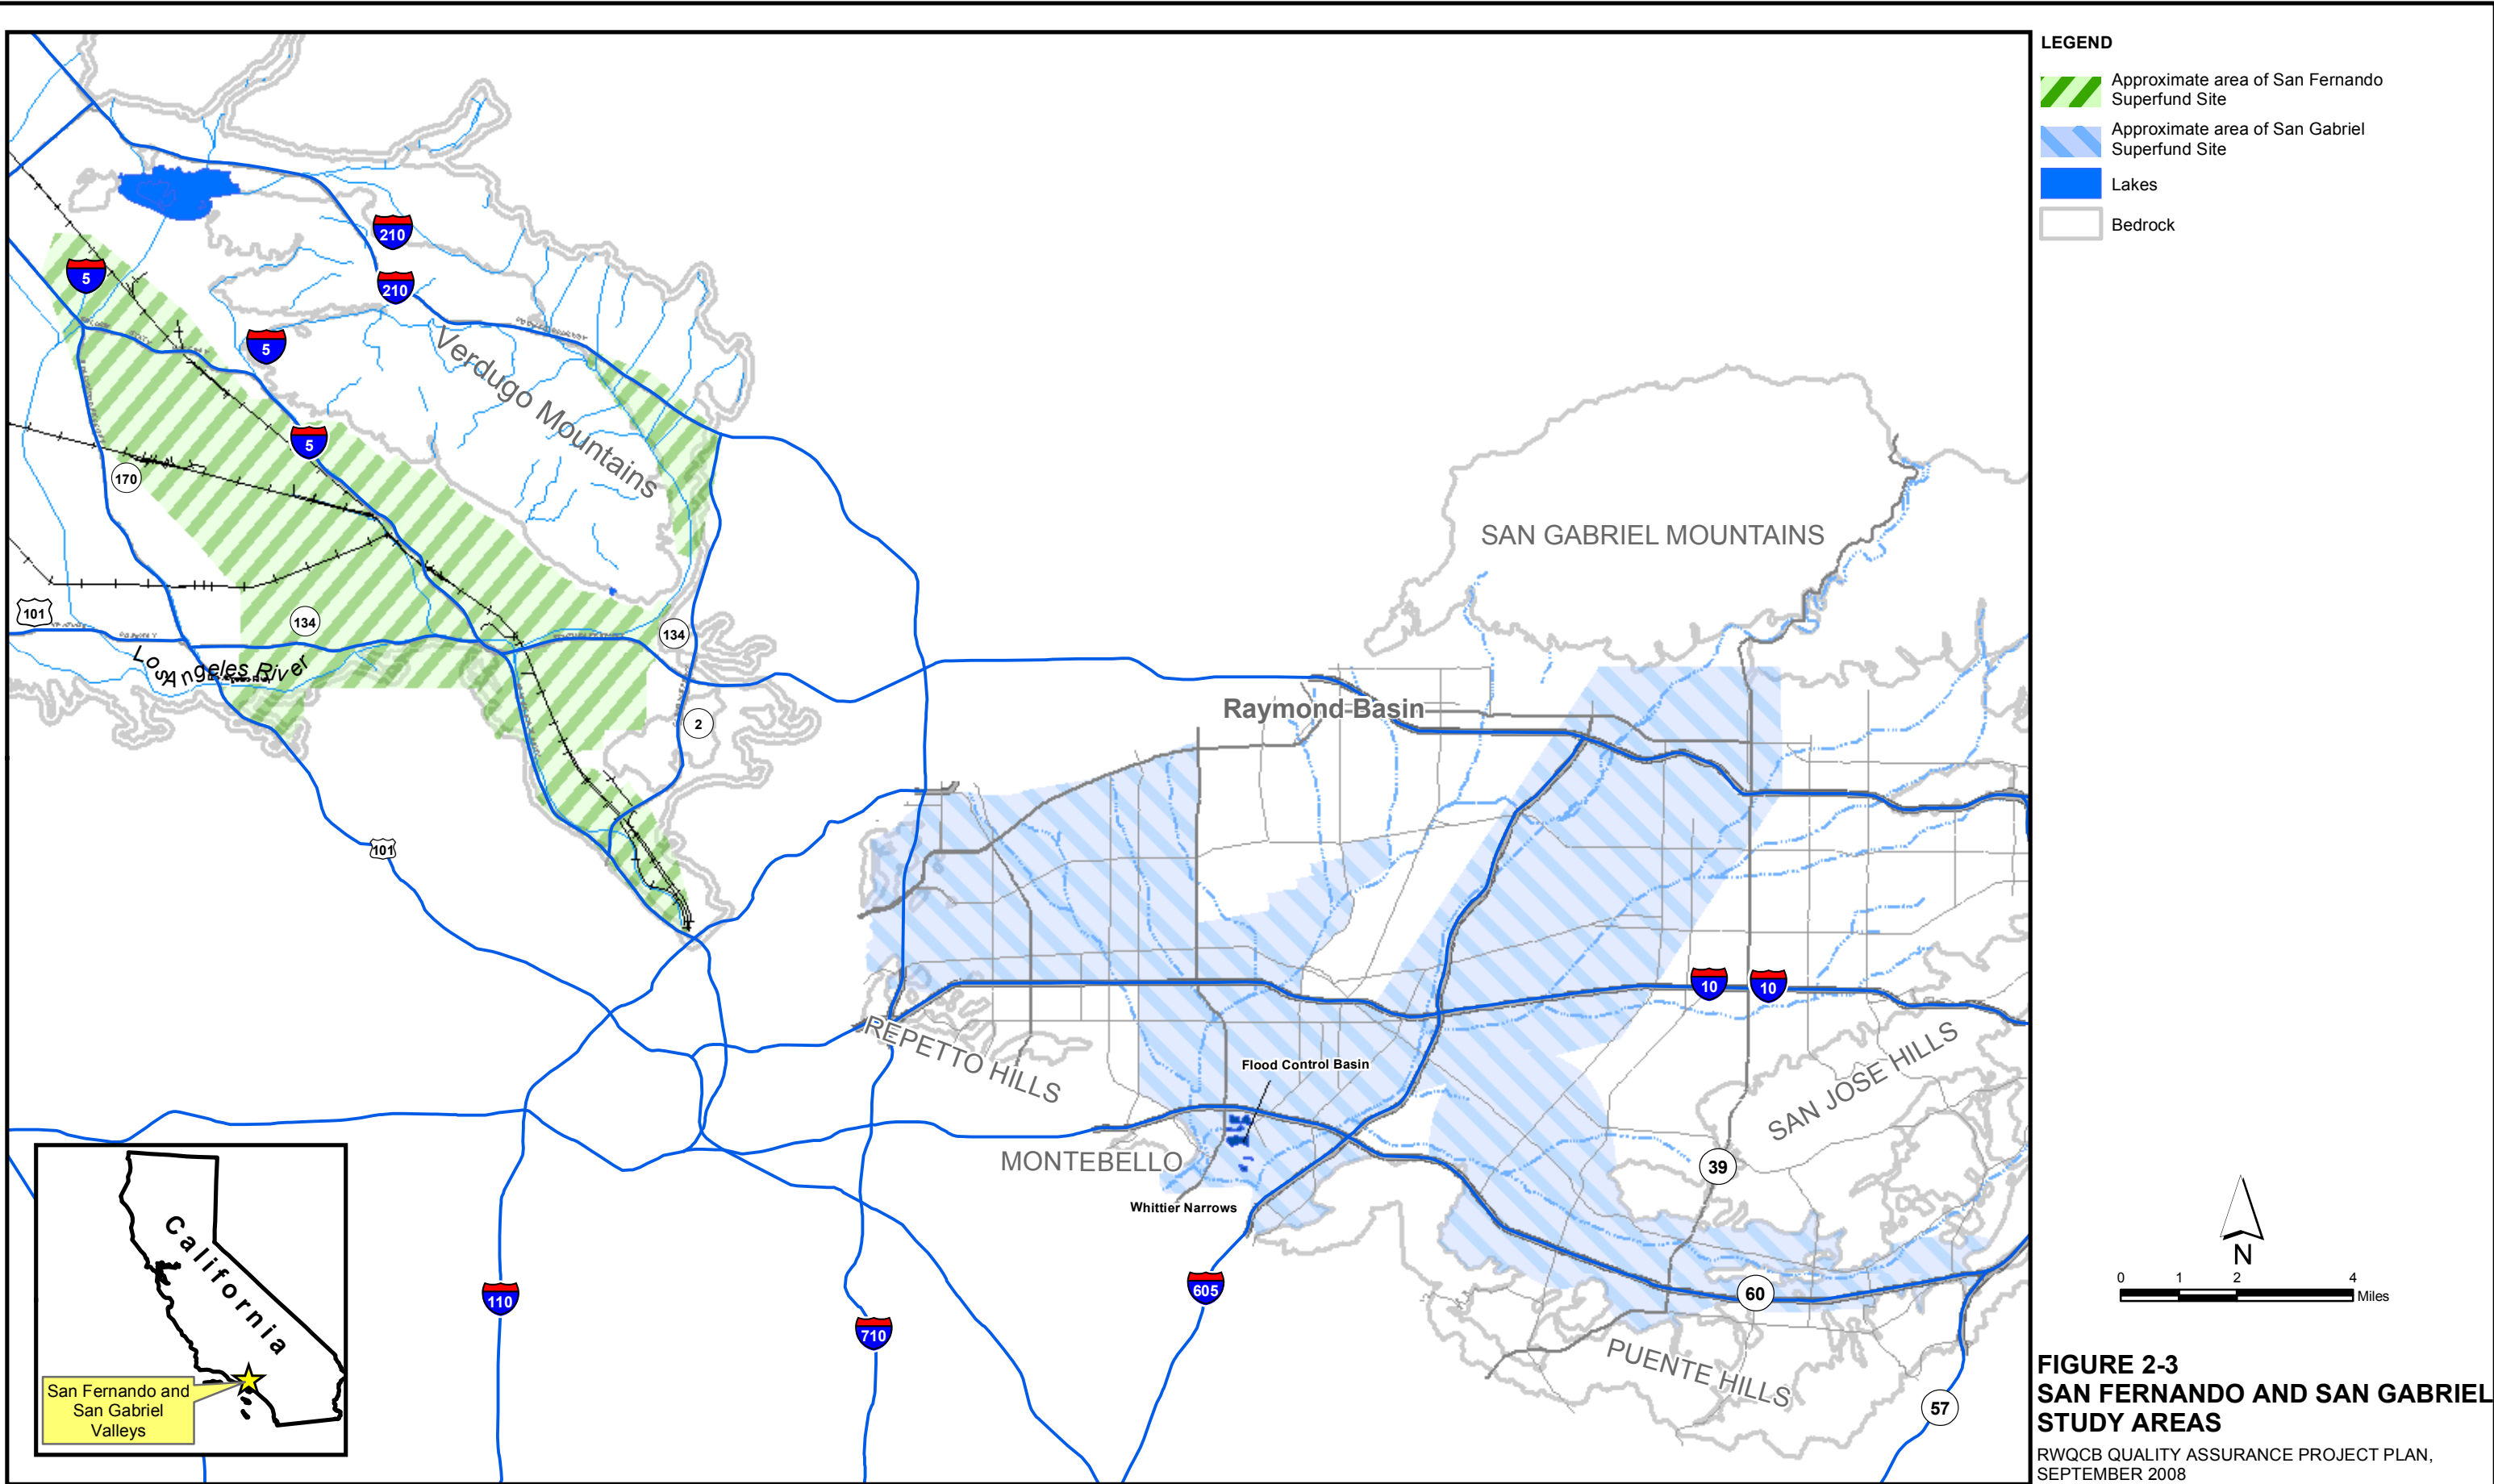 LEGEND
Approximate area of San Fernando
Superfund Site
Approximate area of San Gabriel
Superfund Site
Lakes
Bedrock
210
210
5
5
5
Verdugo Mountains
170
101
134
134
Los Angeles River
2
101
SAN GABRIEL MOUNTAINS
Raymond Basin
10
10
REPETTO HILLS
Flood Control Basin
SAN JOSE HILLS
MONTEBELLO
39
Whittier Narrows
605
60
110
710
PUENTE HILLS
57
California
San Fernando and
San Gabriel
Valleys
N
0 1 2 4
Miles
FIGURE 2-3
SAN FERNANDO AND SAN GABRIEL
STUDY AREAS
RWQCB QUALITY ASSURANCE PROJECT PLAN,
SEPTEMBER 2008